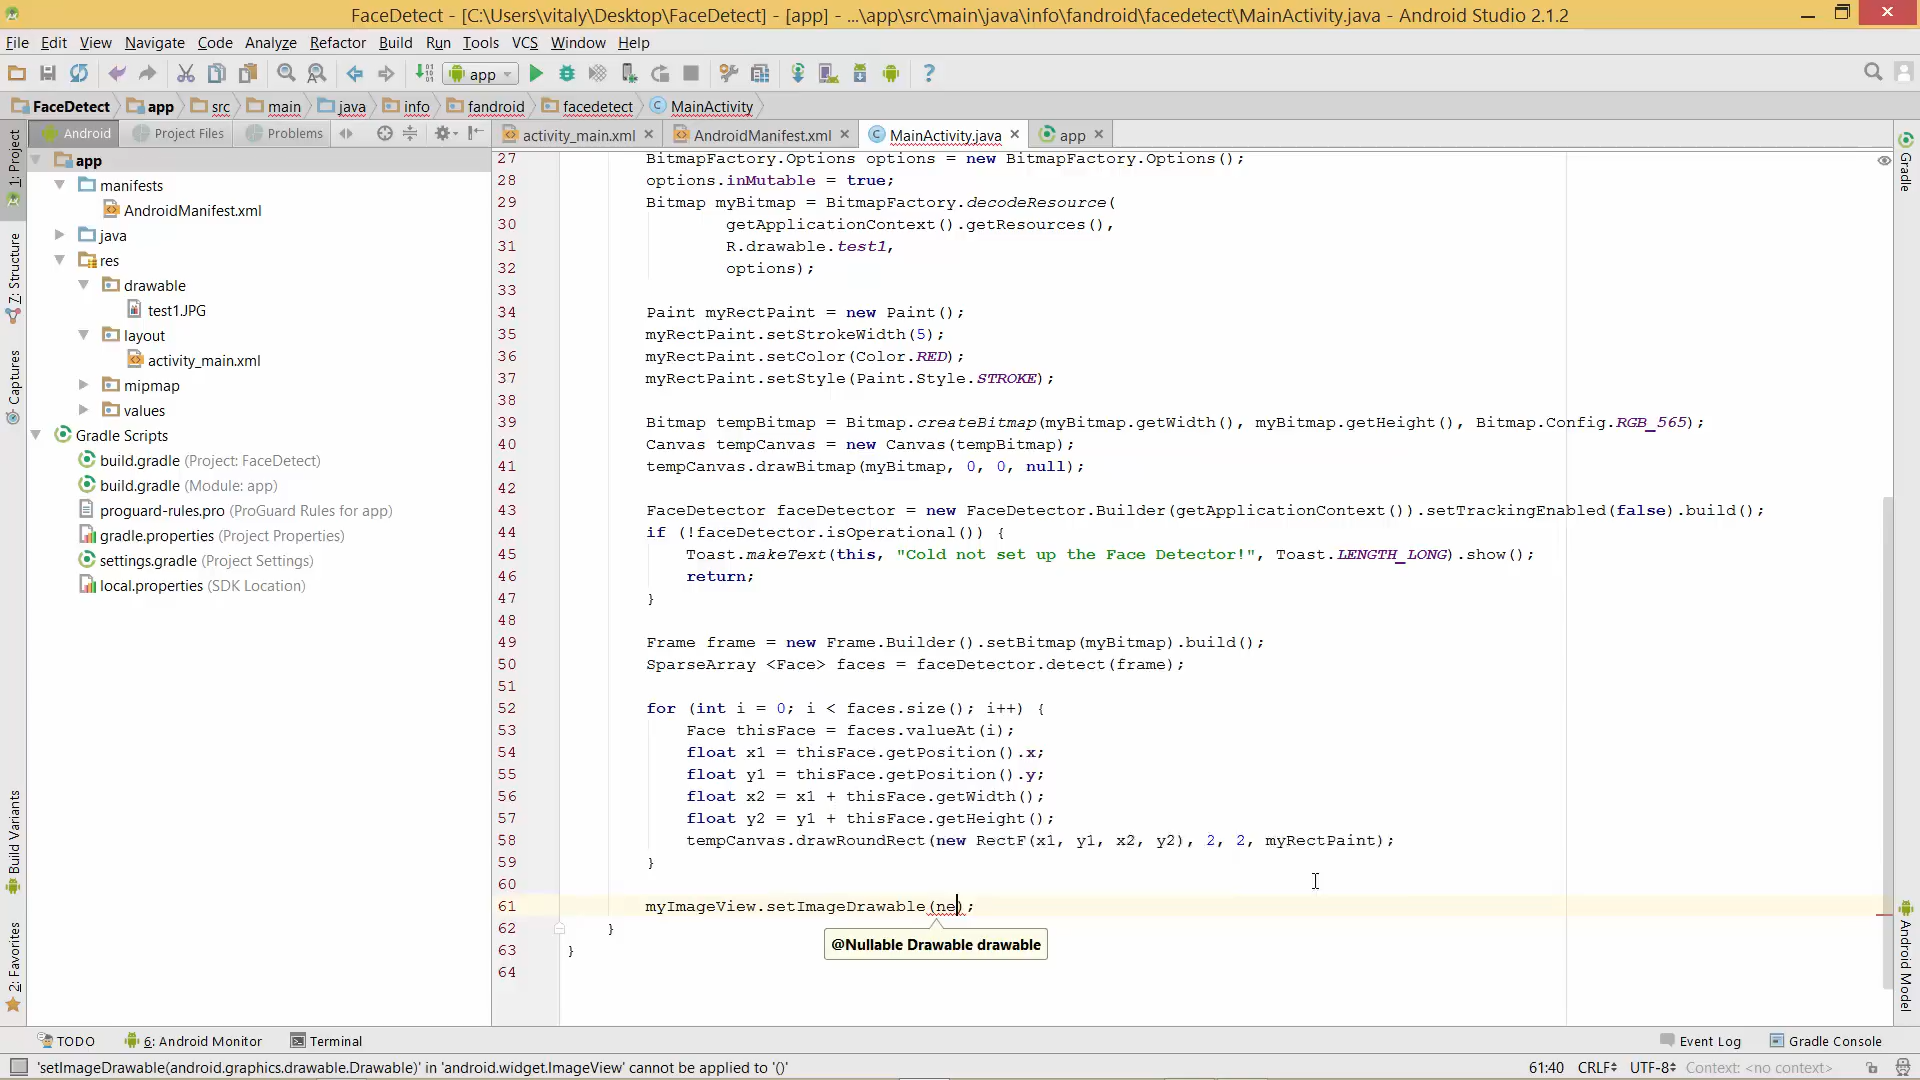 FaceDetect - [C:\Users\vitaly\Desktop\FaceDetect] - [app] - ...\app\src\main\java\info\fandroid\facedetect\MainActivity.java - Android Studio 2.1.2
File Edit View Navigate Code Analyze Refactor Build Run Tools VCS Window Help
app
FaceDetect app src main java info fandroid facedetect MainActivity
Android Project Files Problems
activity_main.xml AndroidManifest.xml MainActivity.java app
1: Project
7: Structure
Captures
Build Variants
2: Favorites
app
manifests
AndroidManifest.xml
java
res
drawable
test1.JPG
layout
activity_main.xml
mipmap
values
Gradle Scripts
build.gradle (Project: FaceDetect)
build.gradle (Module: app)
proguard-rules.pro (ProGuard Rules for app)
gradle.properties (Project Properties)
settings.gradle (Project Settings)
local.properties (SDK Location)
27 BitmapFactory.Options options = new BitmapFactory.Options();
28 options.inMutable = true;
29 Bitmap myBitmap = BitmapFactory.decodeResource(
30 getApplicationContext().getResources(),
31 R.drawable.test1,
32 options);
33
34 Paint myRectPaint = new Paint();
35 myRectPaint.setStrokeWidth(5);
36 myRectPaint.setColor(Color.RED);
37 myRectPaint.setStyle(Paint.Style.STROKE);
38
39 Bitmap tempBitmap = Bitmap.createBitmap(myBitmap.getWidth(), myBitmap.getHeight(), Bitmap.Config.RGB_565);
40 Canvas tempCanvas = new Canvas(tempBitmap);
41 tempCanvas.drawBitmap(myBitmap, 0, 0, null);
42
43 FaceDetector faceDetector = new FaceDetector.Builder(getApplicationContext()).setTrackingEnabled(false).build();
44 if (!faceDetector.isOperational()) {
45 Toast.makeText(this, "Cold not set up the Face Detector!", Toast.LENGTH_LONG).show();
46 return;
47 }
48
49 Frame frame = new Frame.Builder().setBitmap(myBitmap).build();
50 SparseArray <Face> faces = faceDetector.detect(frame);
51
52 for (int i = 0; i < faces.size(); i++) {
53 Face thisFace = faces.valueAt(i);
54 float x1 = thisFace.getPosition().x;
55 float y1 = thisFace.getPosition().y;
56 float x2 = x1 + thisFace.getWidth();
57 float y2 = y1 + thisFace.getHeight();
58 tempCanvas.drawRoundRect(new RectF(x1, y1, x2, y2), 2, 2, myRectPaint);
59 }
60
61 myImageView.setImageDrawable(ne);
62 }
@Nullable Drawable drawable
63 }
64
Gradle
Android Model
TODO 6: Android Monitor Terminal Event Log Gradle Console
'setImageDrawable(android.graphics.drawable.Drawable)' in 'android.widget.ImageView' cannot be applied to '()' 61:40 CRLF UTF-8 Context: <no context>